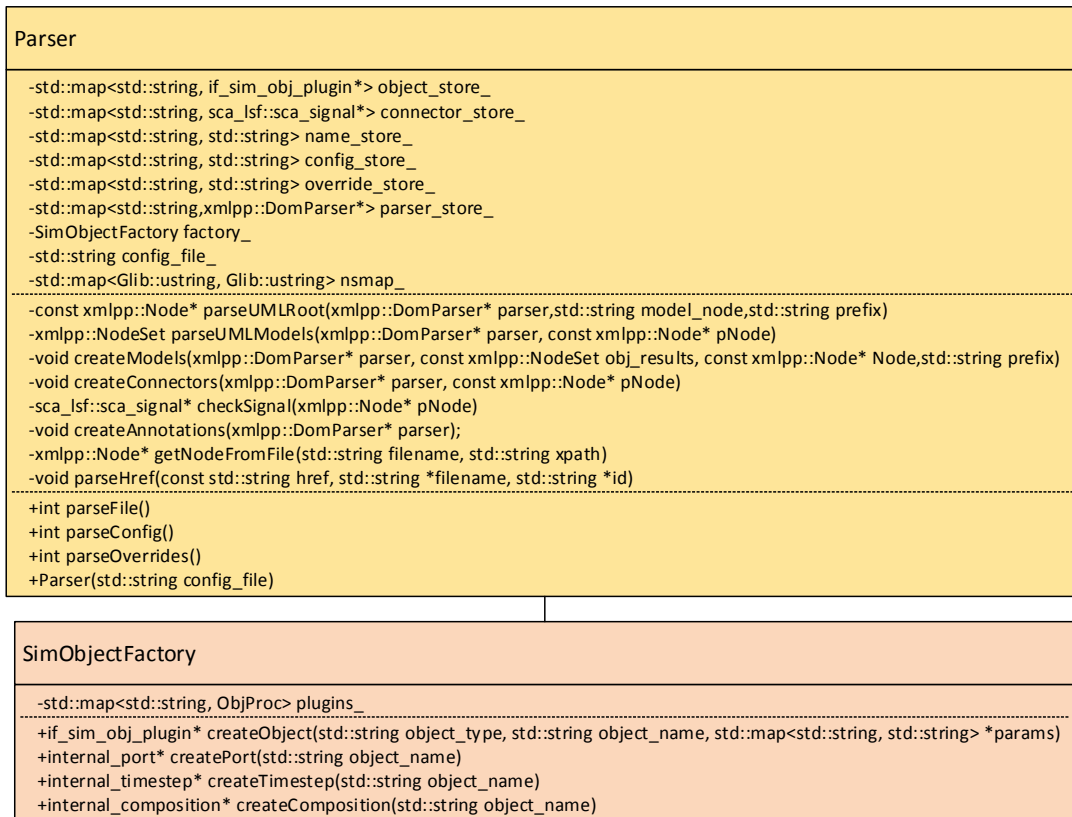 Parser
-std::map<std::string, if_sim_obj_plugin*> object_store_
-std::map<std::string, sca_lsf::sca_signal*> connector_store_
-std::map<std::string, std::string> name_store_
-std::map<std::string, std::string> config_store_
-std::map<std::string, std::string> override_store_
-std::map<std::string,xmlpp::DomParser*> parser_store_
-SimObjectFactory factory_
-std::string config_file_
-std::map<Glib::ustring, Glib::ustring> nsmap_
-const xmlpp::Node* parseUMLRoot(xmlpp::DomParser* parser,std::string model_node,std::string prefix)
-xmlpp::NodeSet parseUMLModels(xmlpp::DomParser* parser, const xmlpp::Node* pNode)
-void createModels(xmlpp::DomParser* parser, const xmlpp::NodeSet obj_results, const xmlpp::Node* Node,std::string prefix)
-void createConnectors(xmlpp::DomParser* parser, const xmlpp::Node* pNode)
-sca_lsf::sca_signal* checkSignal(xmlpp::Node* pNode)
-void createAnnotations(xmlpp::DomParser* parser);
-xmlpp::Node* getNodeFromFile(std::string filename, std::string xpath)
-void parseHref(const std::string href, std::string *filename, std::string *id)
+int parseFile()
+int parseConfig()
+int parseOverrides()
+Parser(std::string config_file)
SimObjectFactory
-std::map<std::string, ObjProc> plugins_
+if_sim_obj_plugin* createObject(std::string object_type, std::string object_name, std::map<std::string, std::string> *params)
+internal_port* createPort(std::string object_name)
+internal_timestep* createTimestep(std::string object_name)
+internal_composition* createComposition(std::string object_name)